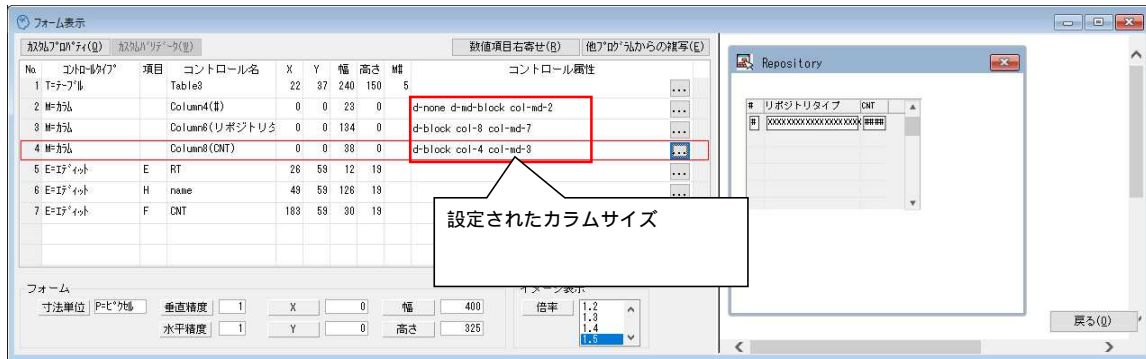 フォーム表示
ｶｽﾀﾑﾌﾟﾛﾊﾟﾃｨ(Q) ｶｽﾀﾑﾊﾞﾘﾃﾞｰﾀ(W) 数値項目右寄せ(R) 他ﾌﾟﾛｸﾞﾗﾑからの複写(E)
No. ｺﾝﾄﾛｰﾙﾀｲﾌﾟ 項目 コントロール名 X Y 幅 高さ M# コントロール属性
1 T=ﾃｰﾌﾞﾙ Table3 22 37 240 150 5 ...
2 M=ｶﾗﾑ Column4(#) 0 0 23 0 d-none d-md-block col-md-2 ...
3 M=ｶﾗﾑ Column6(リポジトリタ 0 0 134 0 d-block col-8 col-md-7 ...
4 M=ｶﾗﾑ Column8(CNT) 0 0 38 0 d-block col-4 col-md-3 ...
5 E=ｴﾃﾞｨｯﾄ E RT 26 59 12 19 ...
6 E=ｴﾃﾞｨｯﾄ H name 49 59 126 19 ...
7 E=ｴﾃﾞｨｯﾄ F CNT 183 59 30 19
設定されたカラムサイズ
フォーム
寸法単位 P=ﾋﾟｸｾﾙ 垂直精度 1 X 0 幅 400
水平精度 1 Y 0 高さ 325
イメージ表示
倍率 1.2
1.3
1.4
1.5
Repository
# リポジトリタイプ CNT
# XXXXXXXXXXXXXXXXXX ####
戻る(O)